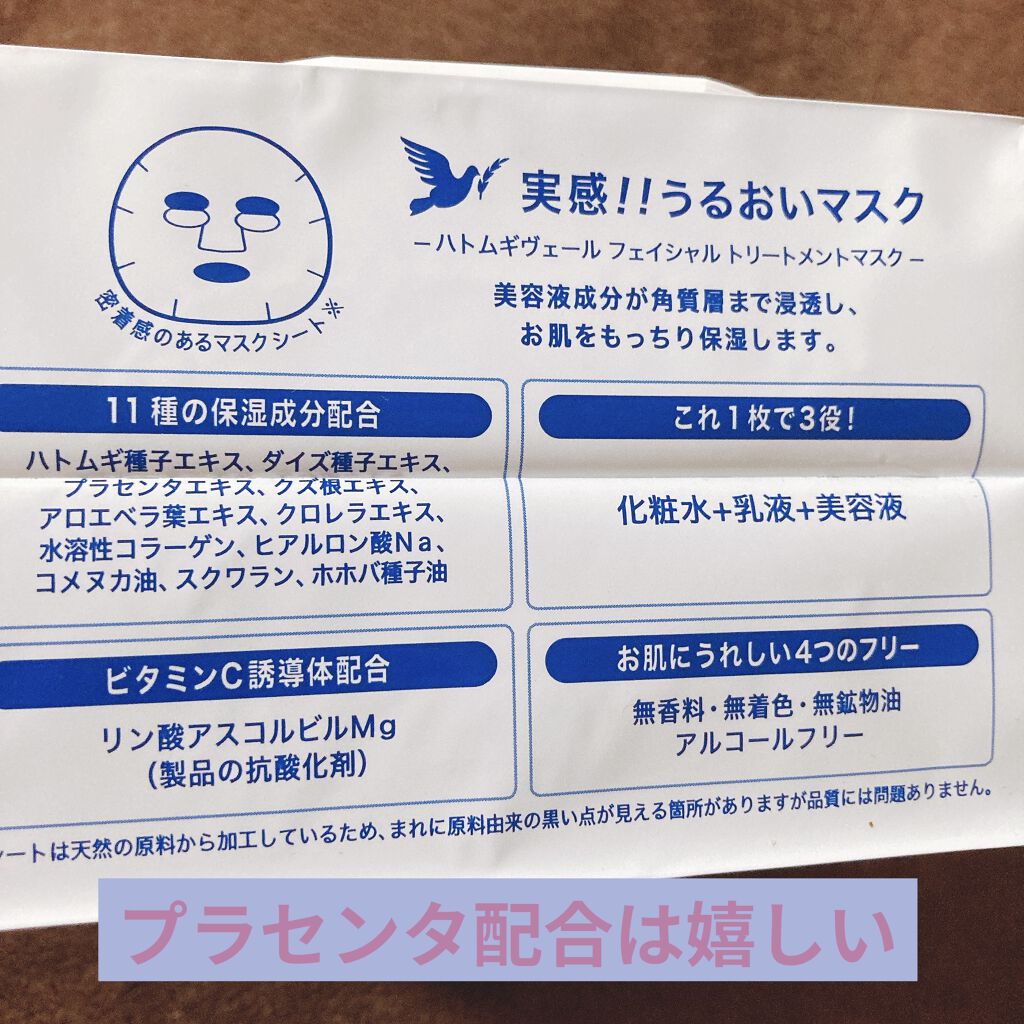 実感!!うるおいマスク
−ハトムギヴェール フェイシャル トリートメントマスク−
美容液成分が角質層まで浸透し、
お肌をもっちり保湿します。
密着感のあるマスクシート※
11種の保湿成分配合
ハトムギ種子エキス、ダイズ種子エキス、
プラセンタエキス、クズ根エキス、
アロエベラ葉エキス、クロレラエキス、
水溶性コラーゲン、ヒアルロン酸Na、
コメヌカ油、スクワラン、ホホバ種子油
これ1枚で3役!
化粧水+乳液+美容液
ビタミンC誘導体配合
リン酸アスコルビルMg
(製品の抗酸化剤)
お肌にうれしい4つのフリー
無香料・無着色・無鉱物油
アルコールフリー
ートは天然の原料から加工しているため、まれに原料由来の黒い点が見える箇所がありますが品質には問題ありません。
プラセンタ配合は嬉しい